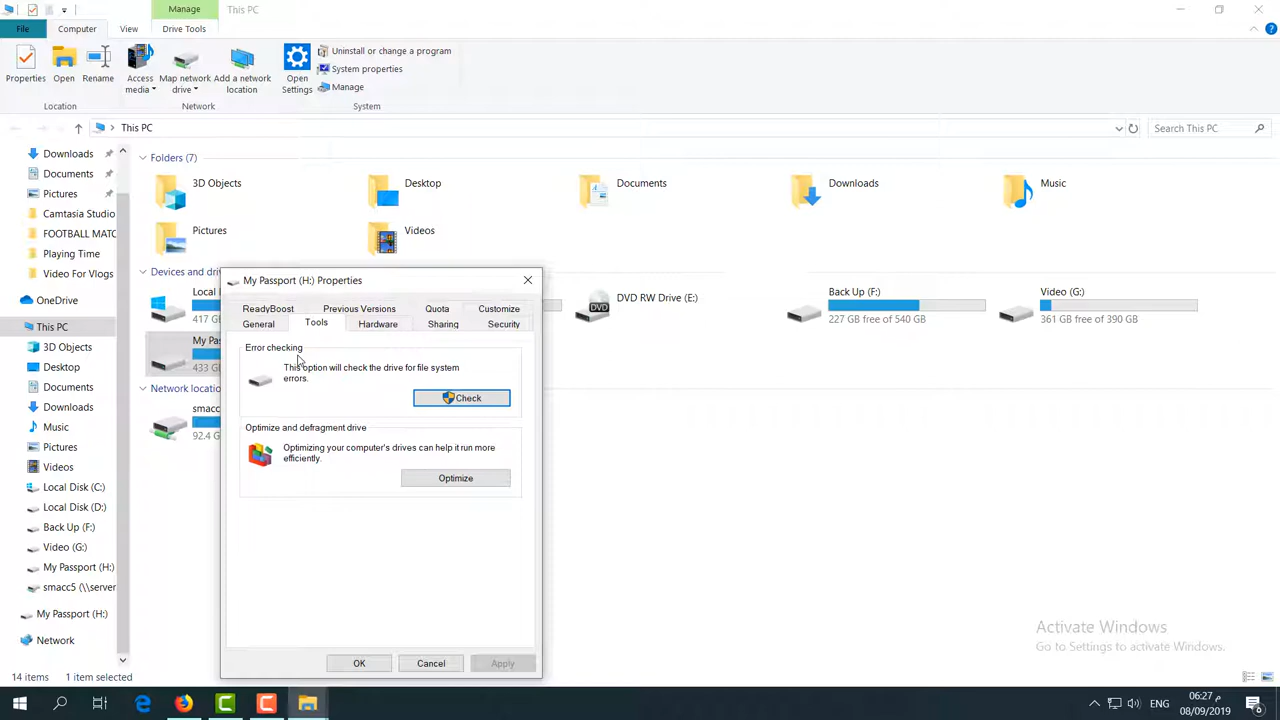 Manage
This PC
File
Computer
View
Drive Tools
Properties
Open
Rename
Access media
Map network drive
Add a network location
Open Settings
Uninstall or change a program
System properties
Manage
Location
Network
System
This PC
Search This PC
Downloads
Documents
Pictures
Camtasia Studio
FOOTBALL MATC
Playing Time
Video For Vlogs
OneDrive
This PC
3D Objects
Desktop
Documents
Downloads
Music
Pictures
Videos
Local Disk (C:)
Local Disk (D:)
Back Up (F:)
Video (G:)
My Passport (H:)
smacc5 (\\server
My Passport (H:)
Network
Folders (7)
3D Objects
Desktop
Documents
Downloads
Music
Pictures
Videos
Devices and dri
Local
417 G
DVD RW Drive (E:)
Back Up (F:)
227 GB free of 540 GB
Video (G:)
361 GB free of 390 GB
My Pas
433 G
Network locatio
smacc
92.4 G
My Passport (H:) Properties
ReadyBoost
Previous Versions
Quota
Customize
General
Tools
Hardware
Sharing
Security
Error checking
This option will check the drive for file system
errors.
Check
Optimize and defragment drive
Optimizing your computer's drives can help it run more
efficiently.
Optimize
OK
Cancel
Apply
Activate Windows
Go to Settings to activate Windows.
14 items
1 item selected
ENG
06:27 م
08/09/2019
6